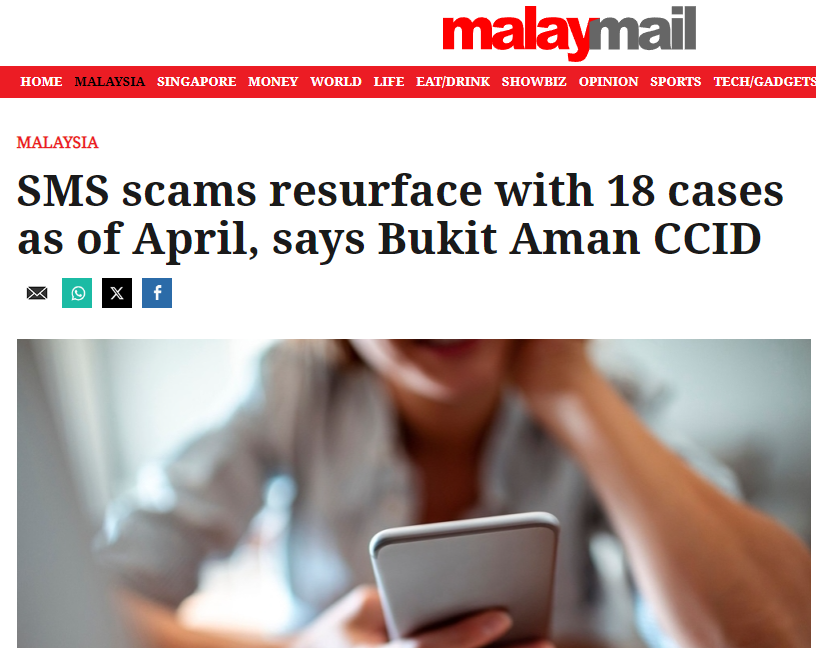 malaymail
HOME MALAYSIA SINGAPORE MONEY WORLD LIFE EAT/DRINK SHOWBIZ OPINION SPORTS TECH/GADGETS
MALAYSIA
SMS scams resurface with 18 cases
as of April, says Bukit Aman CCID